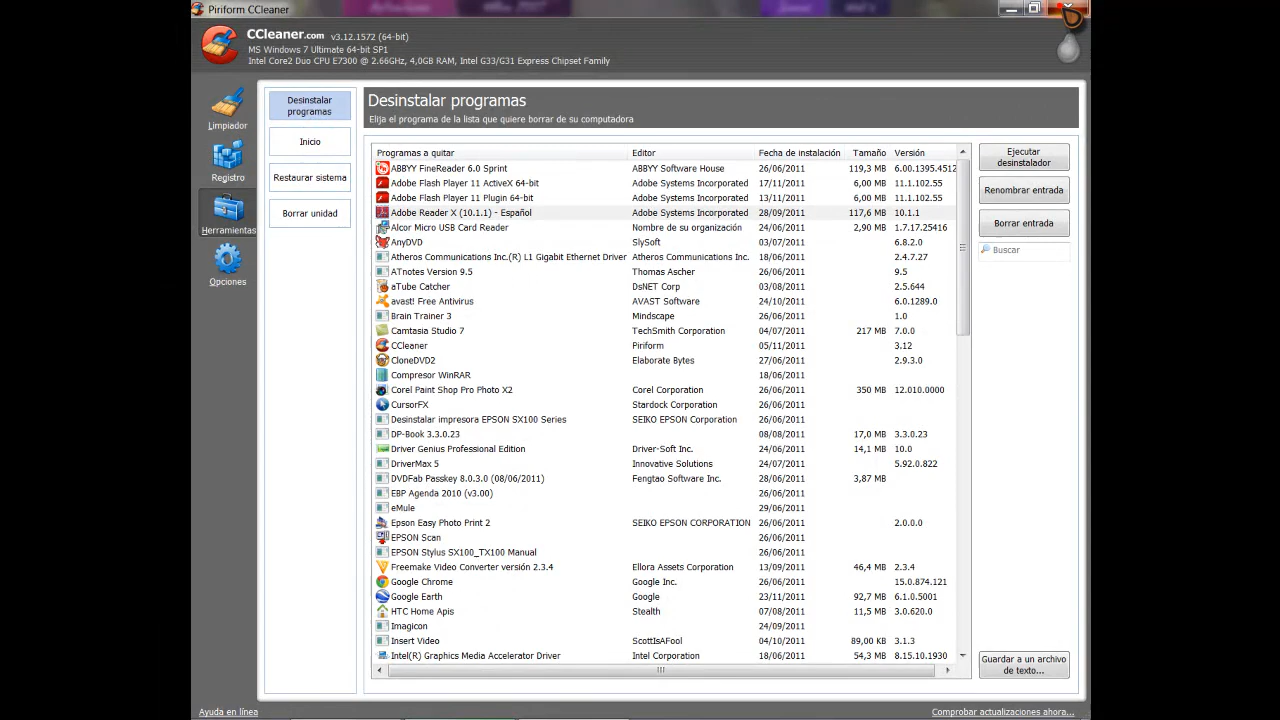 Piriform CCleaner
CCleaner.com v3.12.1572 (64-bit)
MS Windows 7 Ultimate 64-bit SP1
Intel Core2 Duo CPU E7300 @ 2.66GHz, 4,0GB RAM, Intel G33/G31 Express Chipset Family
Limpiador
Registro
Herramientas
Opciones
Desinstalar
programas
Inicio
Restaurar sistema
Borrar unidad
Desinstalar programas
Elija el programa de la lista que quiere borrar de su computadora
Programas a quitar Editor Fecha de instalación Tamaño Versión
ABBYY FineReader 6.0 Sprint ABBYY Software House 26/06/2011 119,3 MB 6.00.1395.4512
Adobe Flash Player 11 ActiveX 64-bit Adobe Systems Incorporated 17/11/2011 6,00 MB 11.1.102.55
Adobe Flash Player 11 Plugin 64-bit Adobe Systems Incorporated 13/11/2011 6,00 MB 11.1.102.55
Adobe Reader X (10.1.1) - Español Adobe Systems Incorporated 28/09/2011 117,6 MB 10.1.1
Alcor Micro USB Card Reader Nombre de su organización 24/06/2011 2,90 MB 1.7.17.25416
AnyDVD SlySoft 03/07/2011 6.8.2.0
Atheros Communications Inc.(R) L1 Gigabit Ethernet Driver Atheros Communications Inc. 26/06/2011 2.4.7.27
ATnotes Version 9.5 Thomas Ascher 26/06/2011 9.5
aTube Catcher DsNET Corp 03/08/2011 2.5.644
avast! Free Antivirus AVAST Software 24/10/2011 6.0.1289.0
Brain Trainer 3 Mindscape 26/06/2011 1.0
Camtasia Studio 7 TechSmith Corporation 04/07/2011 217 MB 7.0.0
CCleaner Piriform 05/11/2011 3.12
CloneDVD2 Elaborate Bytes 27/06/2011 2.9.3.0
Compresor WinRAR 18/06/2011
Corel Paint Shop Pro Photo X2 Corel Corporation 26/06/2011 350 MB 12.010.0000
CursorFX Stardock Corporation 26/06/2011
Desinstalar impresora EPSON SX100 Series SEIKO EPSON Corporation 26/06/2011
DP-Book 3.3.0.23 08/08/2011 17,0 MB 3.3.0.23
Driver Genius Professional Edition Driver-Soft Inc. 24/07/2011 14,1 MB 10.0
DriverMax 5 Innovative Solutions 24/07/2011 5.92.0.822
DVDFab Passkey 8.0.3.0 (08/06/2011) Fengtao Software Inc. 28/06/2011 3,87 MB
EBP Agenda 2010 (v3.00) 26/06/2011
eMule 29/06/2011
Epson Easy Photo Print 2 SEIKO EPSON CORPORATION 26/06/2011 2.0.0.0
EPSON Scan 26/06/2011
EPSON Stylus SX100_TX100 Manual 26/06/2011
Freemake Video Converter versión 2.3.4 Ellora Assets Corporation 13/09/2011 46,4 MB 2.3.4
Google Chrome Google Inc. 26/06/2011 15.0.874.121
Google Earth Google 23/11/2011 92,7 MB 6.1.0.5001
HTC Home Apis Stealth 07/08/2011 11,5 MB 3.0.620.0
Imagicon 24/09/2011
Insert Video ScottIsAFool 04/10/2011 89,00 KB 3.1.3
Intel(R) Graphics Media Accelerator Driver Intel Corporation 18/06/2011 54,3 MB 8.15.10.1930
Ejecutar
desinstalador
Renombrar entrada
Borrar entrada
Buscar
Guardar a un archivo
de texto...
Ayuda en línea
Comprobar actualizaciones ahora...